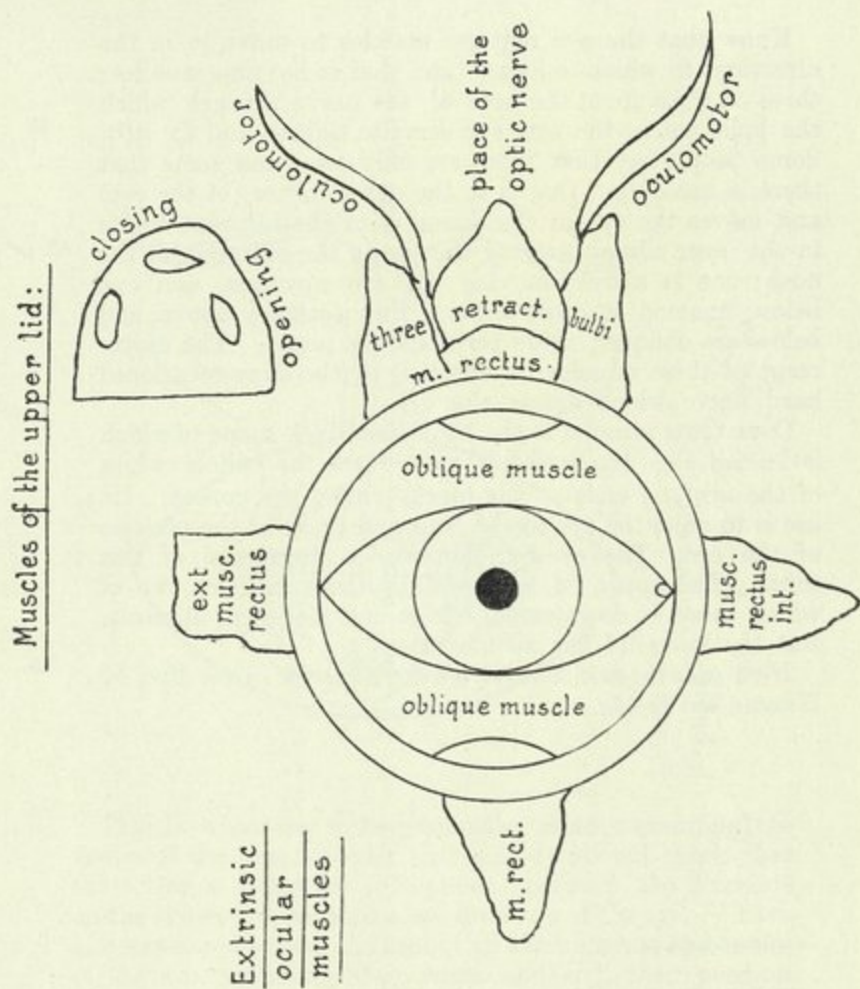 Muscles of the upper lid:
closing
opening
oculomotor
place of the
optic nerve
oculomotor
three
retract.
bulbi
m. rectus.
oblique muscle
ext
musc.
rectus
musc.
rectus
int.
oblique muscle
m. rect.
Extrinsic
ocular
muscles